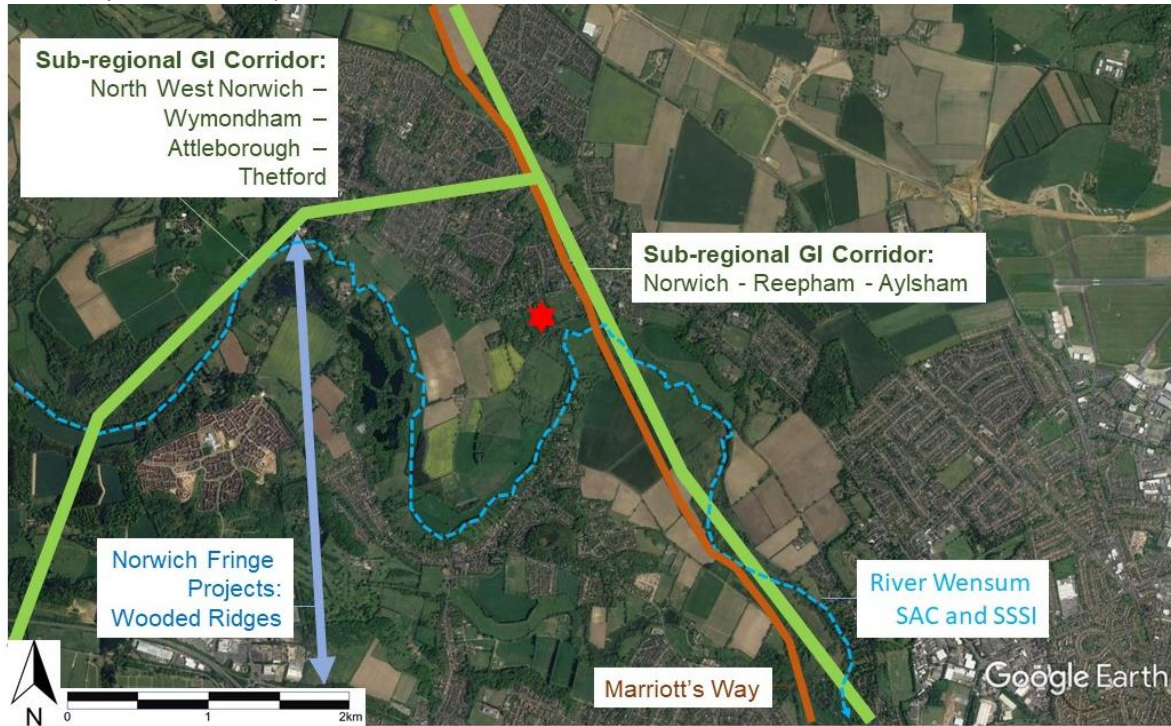 Sub-regional GI Corridor:
North West Norwich –
Wymondham –
Attleborough –
Thetford
Sub-regional GI Corridor:
Norwich - Reepham - Aylsham
Norwich Fringe
Projects:
Wooded Ridges
River Wensum
SAC and SSSI
Marriott's Way
Google Earth
N
0 1 2km